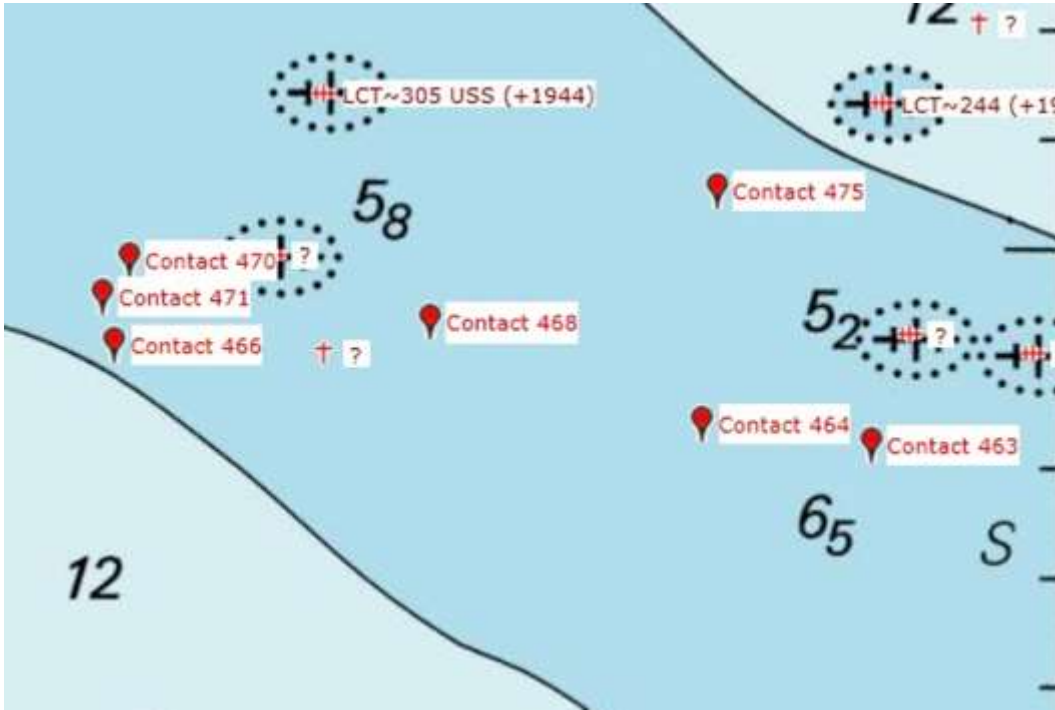 12
?
LCT~305 USS (+1944)
LCT~244 (+19
Contact 475
5₈
Contact 470
?
Contact 471
Contact 468
5₂
?
Contact 466
?
Contact 464
Contact 463
6₅
S
12